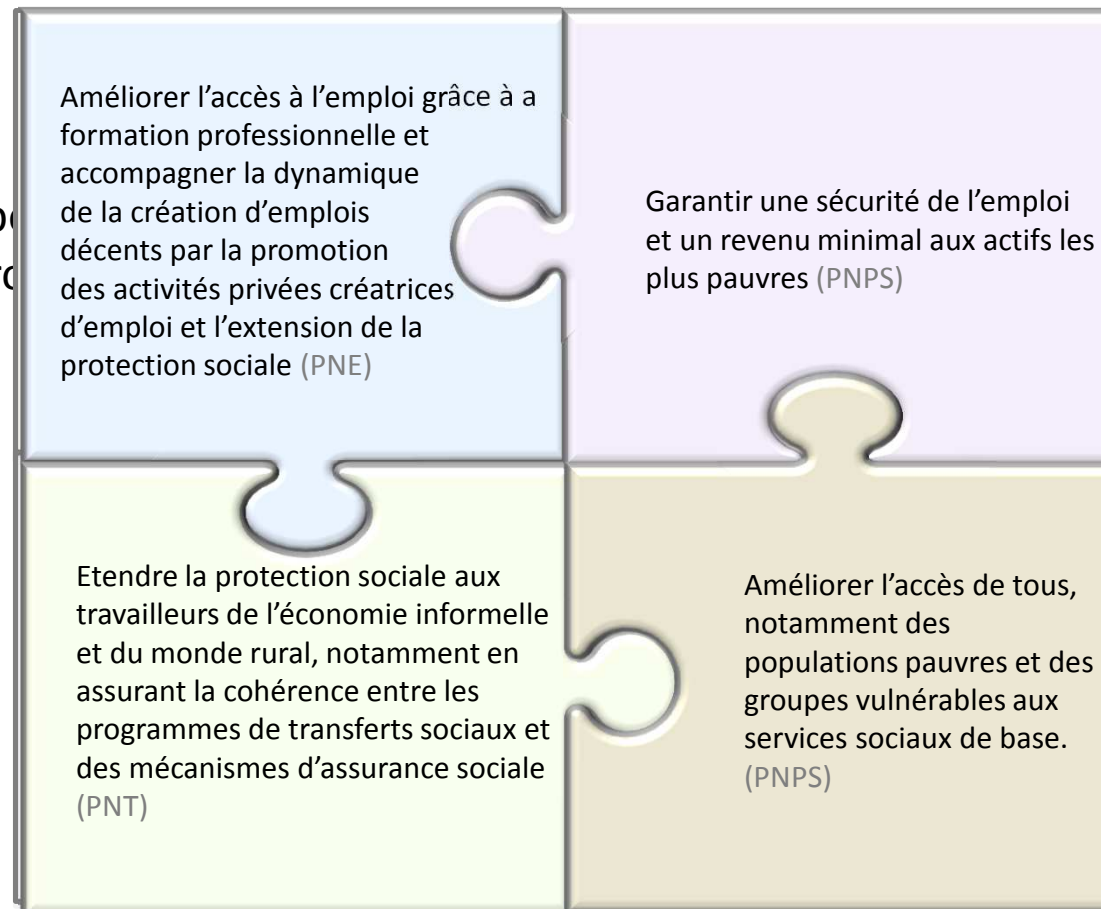 Améliorer l’accès à l’emploi grâce à a
formation professionnelle et
accompagner la dynamique
de la création d’emplois
décents par la promotion
des activités privées créatrices
d’emploi et l’extension de la
protection sociale (PNE)
Garantir une sécurité de l’emploi
et un revenu minimal aux actifs les
plus pauvres (PNPS)
Etendre la protection sociale aux
travailleurs de l’économie informelle
et du monde rural, notamment en
assurant la cohérence entre les
programmes de transferts sociaux et
des mécanismes d’assurance sociale
(PNT)
Améliorer l’accès de tous,
notamment des
populations pauvres et des
groupes vulnérables aux
services sociaux de base.
(PNPS)